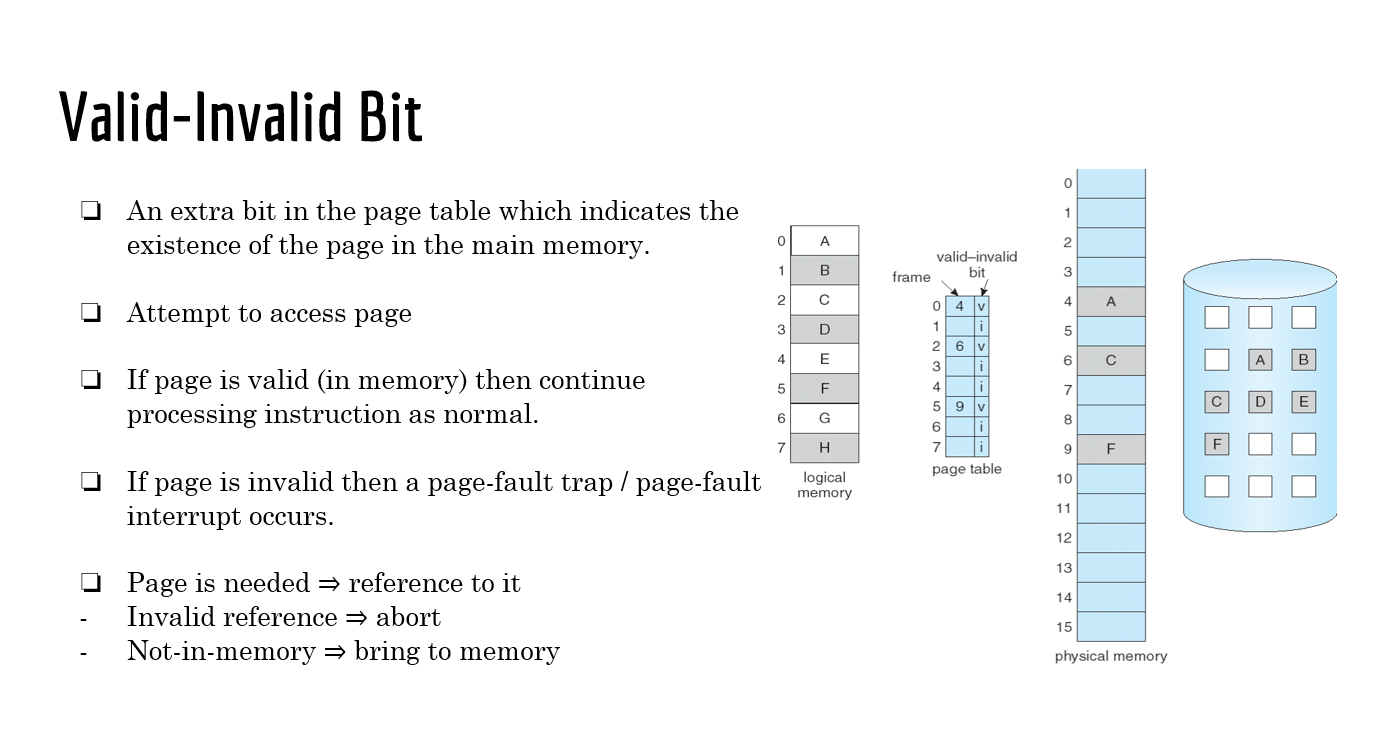 Valid-Invalid Bit
❏ An extra bit in the page table which indicates the
existence of the page in the main memory.
❏ Attempt to access page
❏ If page is valid (in memory) then continue
processing instruction as normal.
❏ If page is invalid then a page-fault trap / page-fault
interrupt occurs.
❏ Page is needed ⇒ reference to it
- Invalid reference ⇒ abort
- Not-in-memory ⇒ bring to memory
0 A
1 B
2 C
3 D
4 E
5 F
6 G
7 H
logical
memory
valid–invalid
bit
frame
0 4 v
1 i
2 6 v
3 i
4 i
5 9 v
6 i
7 i
page table
0
1
2
3
4 A
5
6 C
7
8
9 F
10
11
12
13
14
15
physical memory
A B
C D E
F